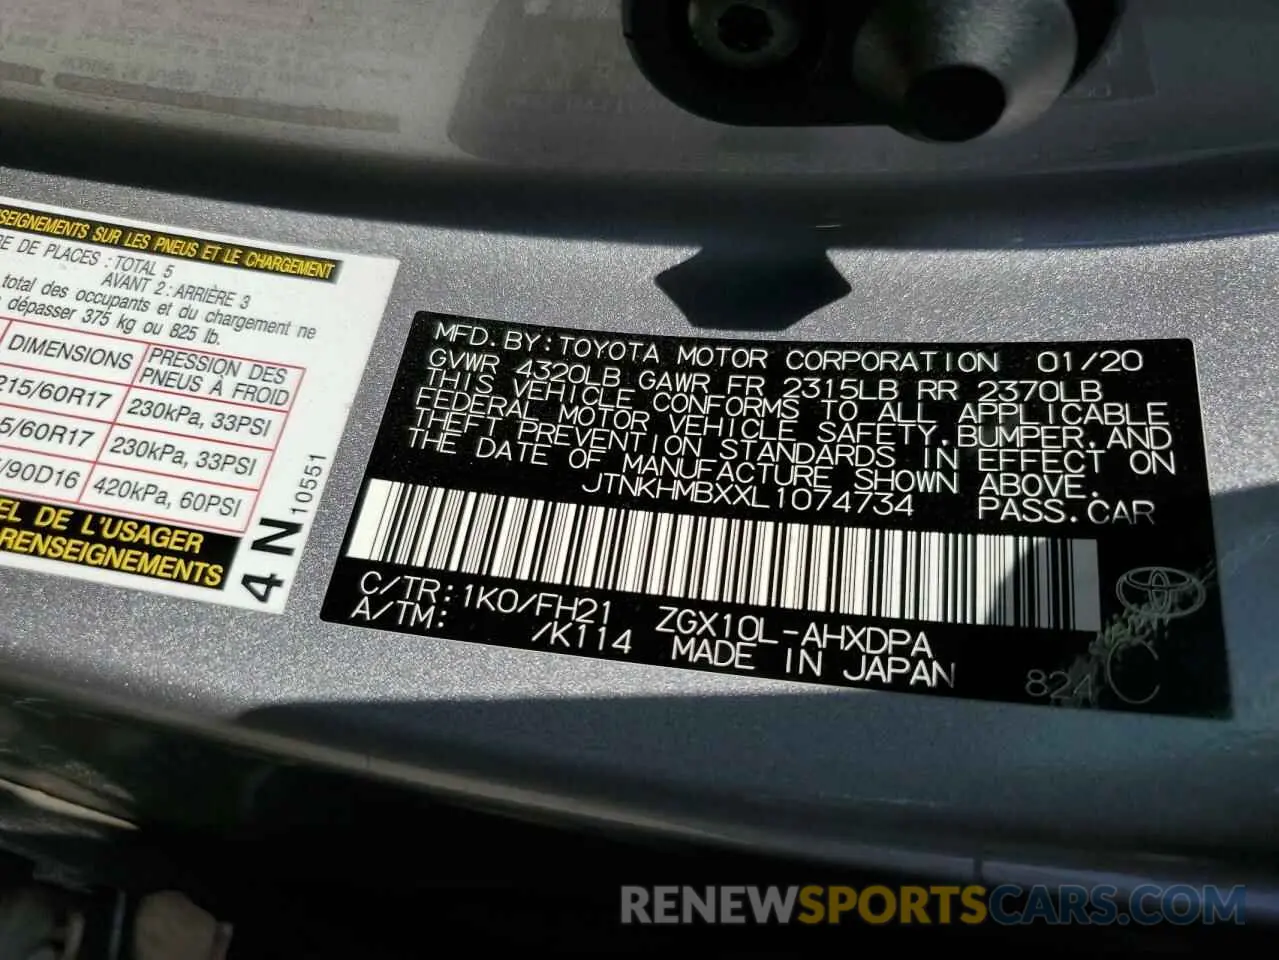 SEIGNEMENTS SUR LES PNEUS ET LE CHARGEMENT
RE DE PLACES : TOTAL 5
AVANT 2 : ARRIÈRE 3
total des occupants et du chargement ne
dépasser 375 kg ou 825 lb.
DIMENSIONS PRESSION DES PNEUS À FROID
215/60R17 230kPa, 33PSI
5/60R17 230kPa, 33PSI
/90D16 420kPa, 60PSI
EL DE L'USAGER
RENSEIGNEMENTS
4N
10551
MFD. BY: TOYOTA MOTOR CORPORATION 01/20
GVWR 4320LB GAWR FR 2315LB RR 2370LB
THIS VEHICLE CONFORMS TO ALL APPLICABLE
FEDERAL MOTOR VEHICLE SAFETY, BUMPER, AND
THEFT PREVENTION STANDARDS IN EFFECT ON
THE DATE OF MANUFACTURE SHOWN ABOVE.
JTNKHMBXXL1074734 PASS. CAR
C/TR: 1K0/FH21 ZGX10L-AHXDPA
A/TM: /K114 MADE IN JAPAN
824 C
RENEWSPORTSCARS.COM